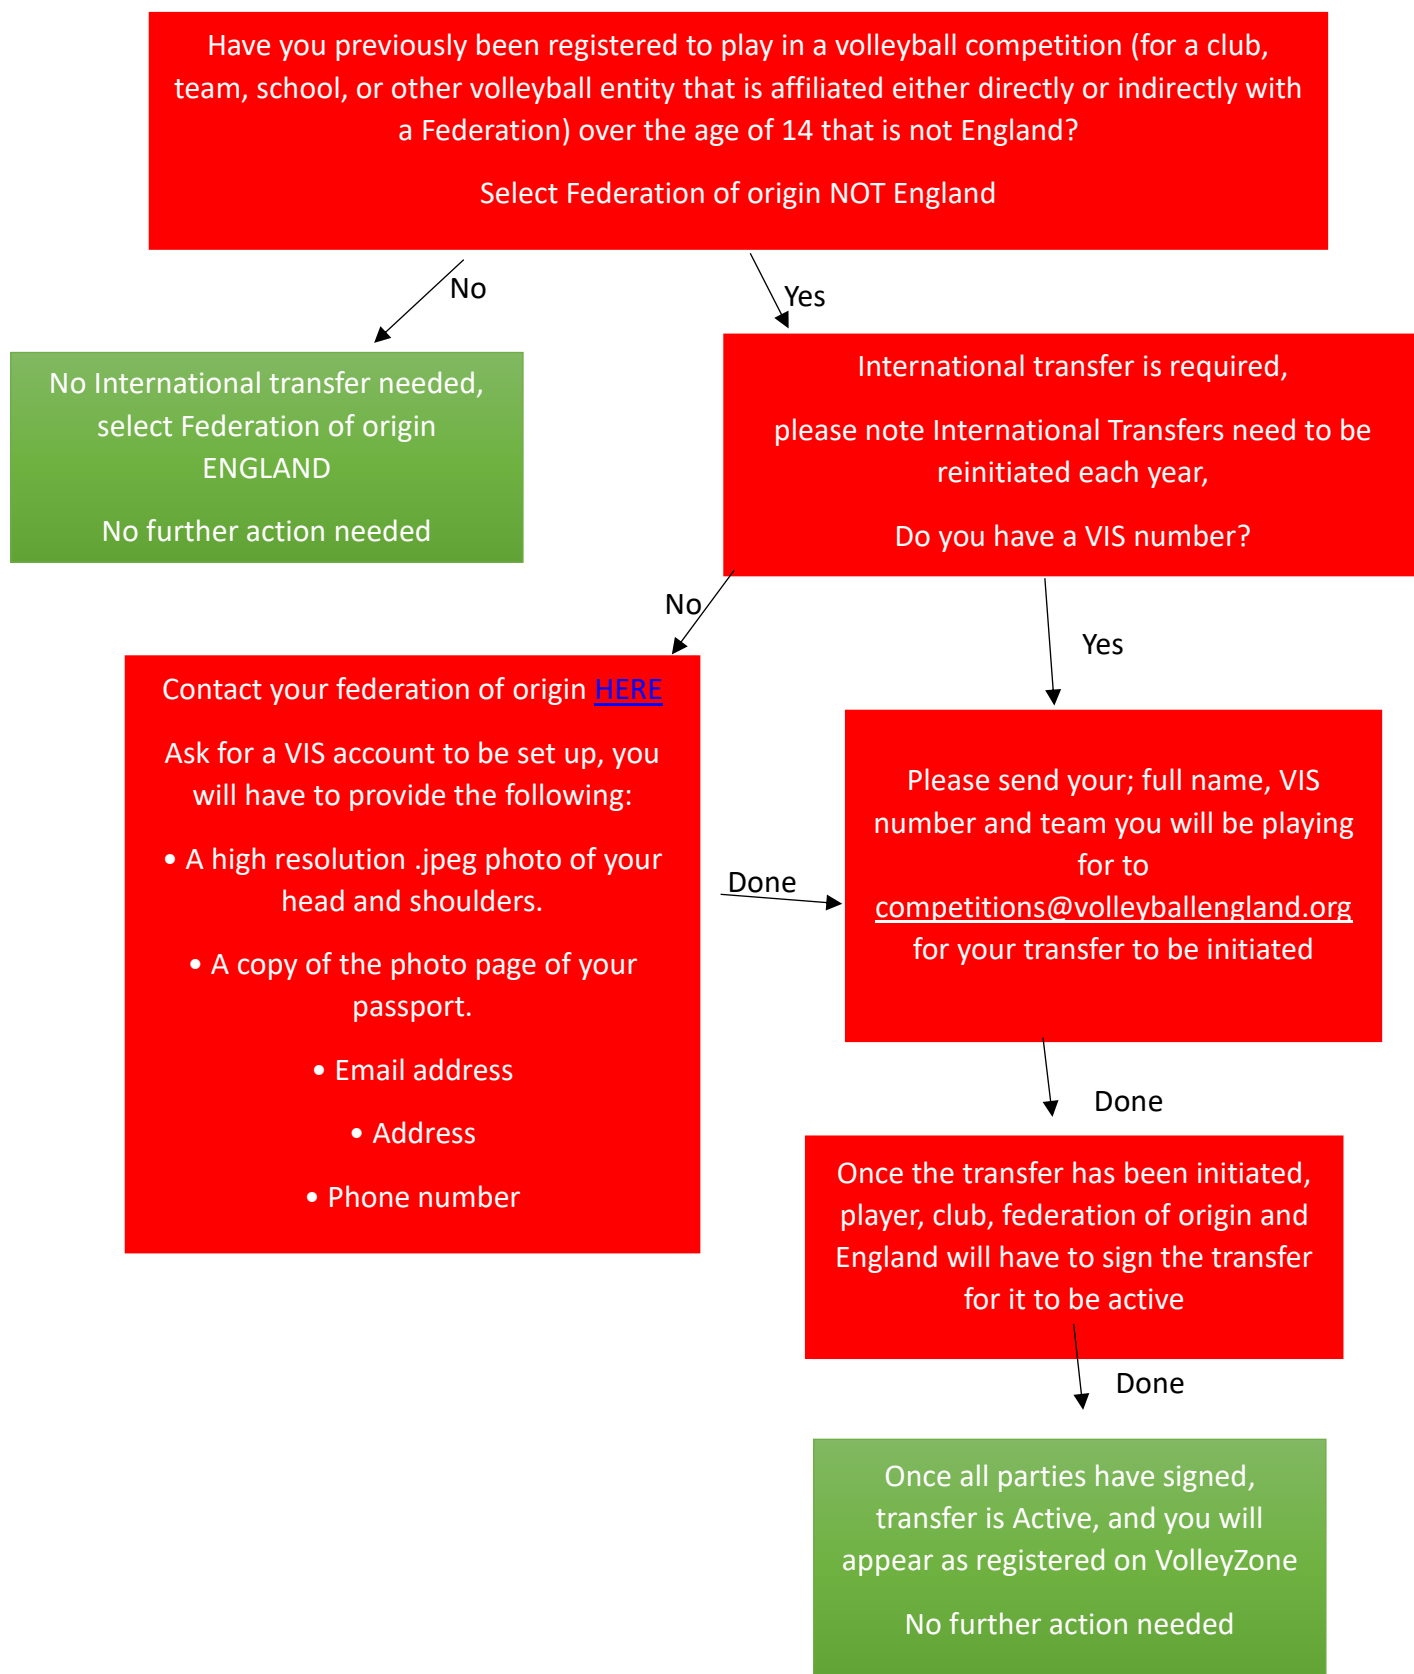 Have you previously been registered to play in a volleyball competition (for a club,
team, school, or other volleyball entity that is affiliated either directly or indirectly with
a Federation) over the age of 14 that is not England?
Select Federation of origin NOT England
No
Yes
No International transfer needed,
select Federation of origin
ENGLAND
No further action needed
International transfer is required,
please note International Transfers need to be
reinitiated each year,
Do you have a VIS number?
No
Yes
Contact your federation of origin HERE
Ask for a VIS account to be set up, you
will have to provide the following:
• A high resolution .jpeg photo of your
head and shoulders.
• A copy of the photo page of your
passport.
• Email address
• Address
• Phone number
Done
Please send your; full name, VIS
number and team you will be playing
for to
competitions@volleyballengland.org
for your transfer to be initiated
Done
Once the transfer has been initiated,
player, club, federation of origin and
England will have to sign the transfer
for it to be active
Done
Once all parties have signed,
transfer is Active, and you will
appear as registered on VolleyZone
No further action needed